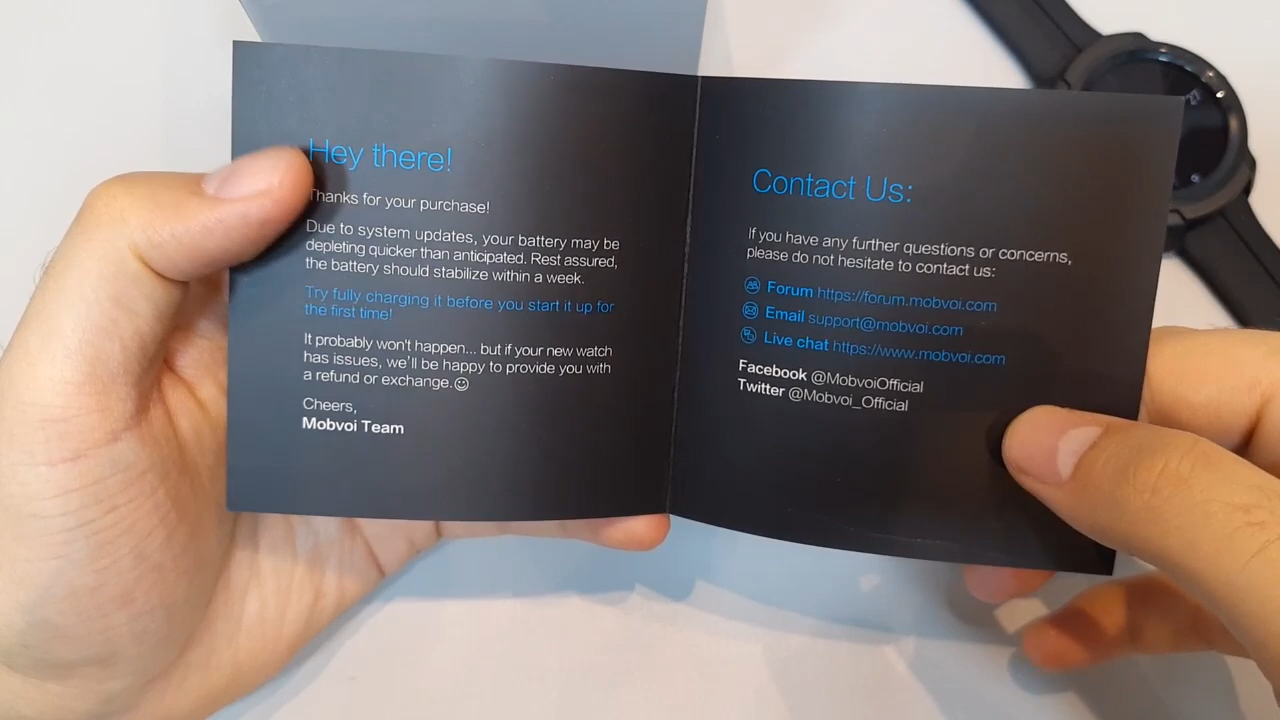 Hey there!
Thanks for your purchase!
Due to system updates, your battery may be
depleting quicker than anticipated. Rest assured,
the battery should stabilize within a week.
Try fully charging it before you start it up for
the first time!
It probably won't happen... but if your new watch
has issues, we'll be happy to provide you with
a refund or exchange.☺
Cheers,
Mobvoi Team
Contact Us:
If you have any further questions or concerns,
please do not hesitate to contact us:
Forum https://forum.mobvoi.com
Email support@mobvoi.com
Live chat https://www.mobvoi.com
Facebook @MobvoiOfficial
Twitter @Mobvoi_Official